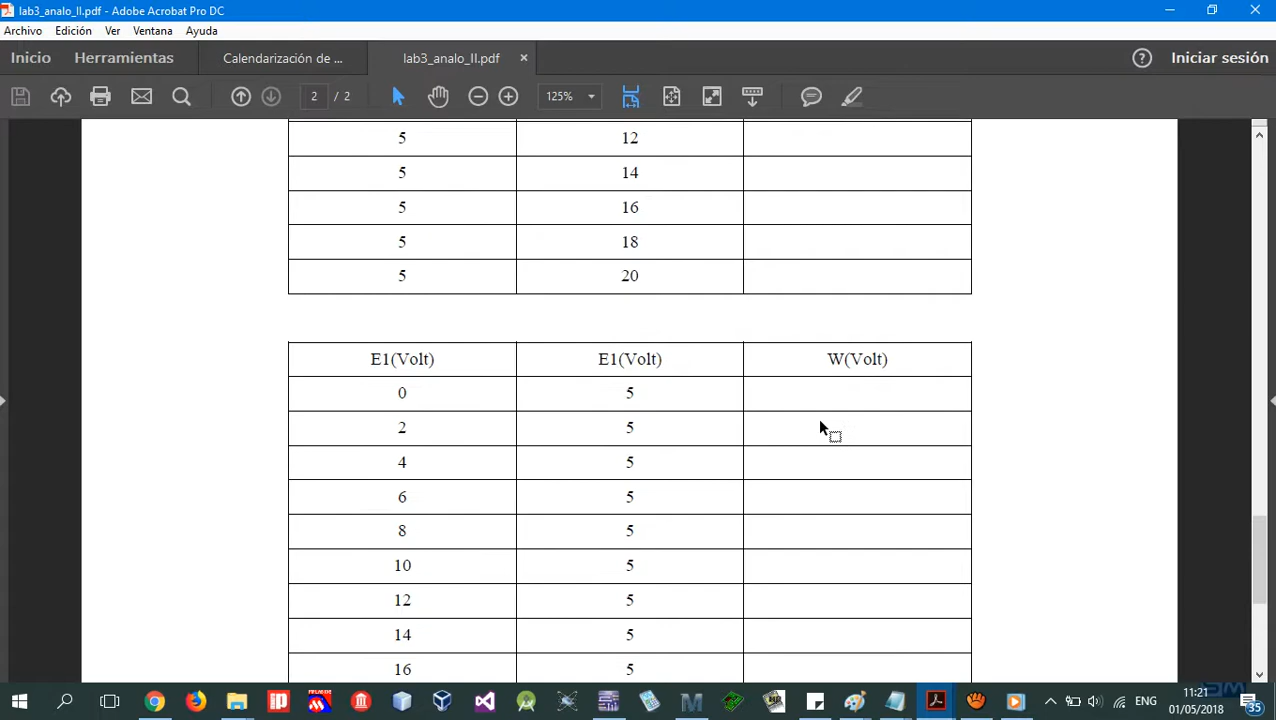 lab3_analo_II.pdf - Adobe Acrobat Pro DC
Archivo Edición Ver Ventana Ayuda
Inicio Herramientas Calendarización de ... lab3_analo_II.pdf × ? Iniciar sesión
2 / 2 125%
5 12
5 14
5 16
5 18
5 20
E1(Volt) E1(Volt) W(Volt)
0 5
2 5
4 5
6 5
8 5
10 5
12 5
14 5
16 5
ENG 11:21
01/05/2018 35